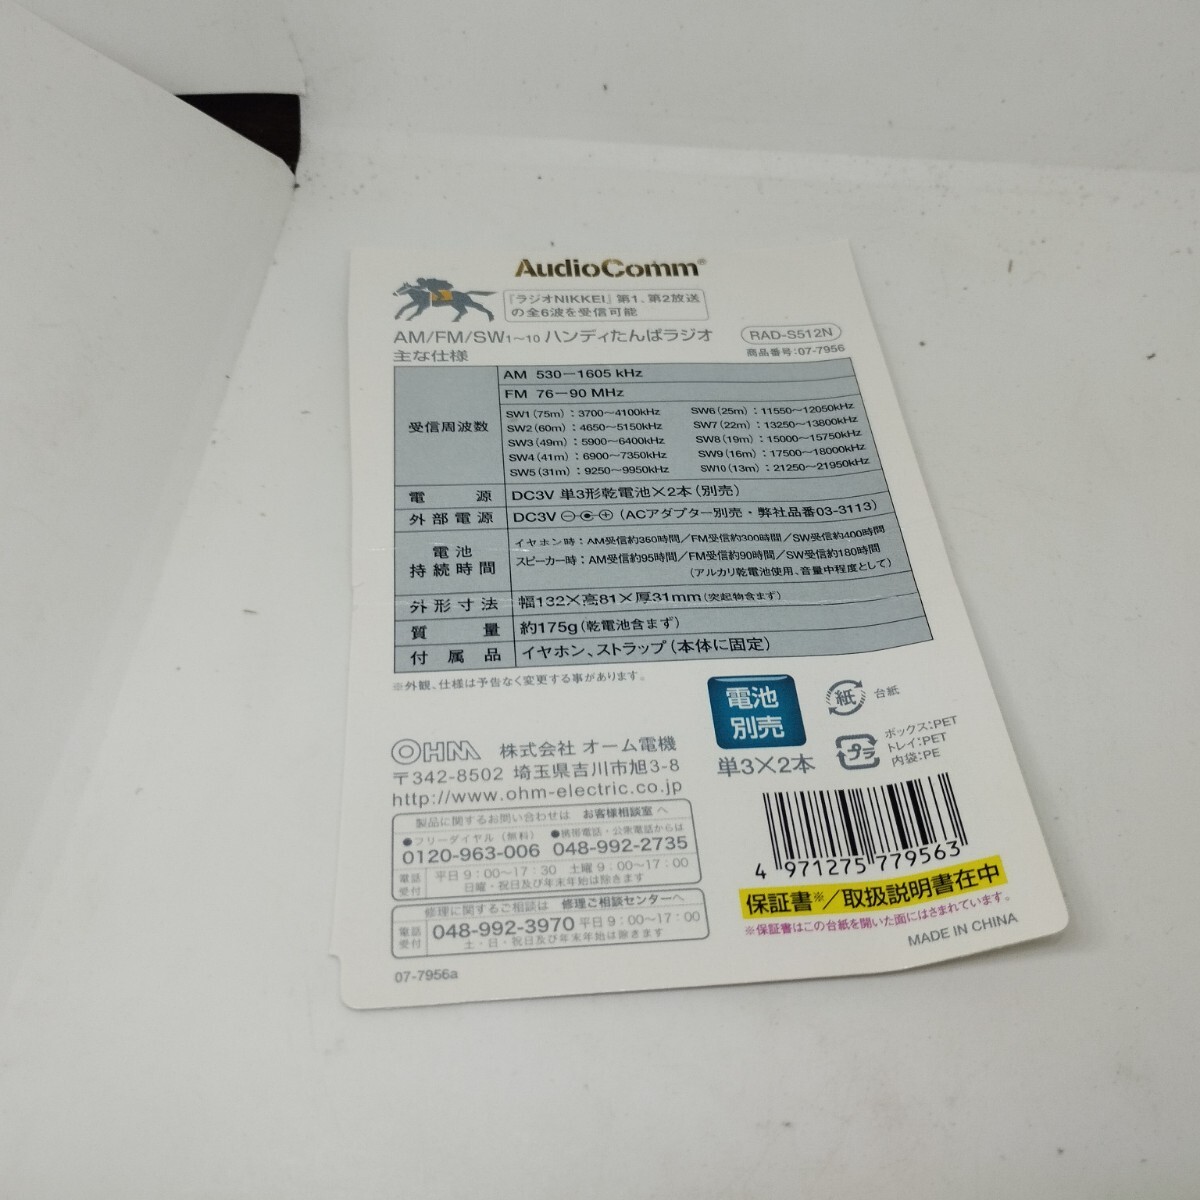 AudioComm®
『ラジオNIKKEI』第1、第2放送
の全6波を受信可能
AM/FM/SW1～10 ハンディたんぱラジオ
RAD-S512N
主な仕様
商品番号:07-7956
受信周波数
AM 530－1605 kHz
FM 76－90 MHz
SW1(75m)：3700～4100kHz
SW2(60m)：4650～5150kHz
SW3(49m)：5900～6400kHz
SW4(41m)：6900～7350kHz
SW5(31m)：9250～9950kHz
SW6(25m)：11550～12050kHz
SW7(22m)：13250～13800kHz
SW8(19m)：15000～15750kHz
SW9(16m)：17500～18000kHz
SW10(13m)：21250～21950kHz
電源 DC3V 単3形乾電池×2本(別売)
外部電源 DC3V (ACアダプター別売・弊社品番03-3113)
電池
持続時間
イヤホン時：AM受信約360時間/FM受信約300時間/SW受信約400時間
スピーカー時：AM受信約95時間/FM受信約90時間/SW受信約180時間
(アルカリ乾電池使用、音量中程度として)
外形寸法 幅132×高81×厚31mm(突起物含まず)
質量 約175g(乾電池含まず)
付属品 イヤホン、ストラップ(本体に固定)
※外観、仕様は予告なく変更する事があります。
電池
別売
単3×2本
紙 台紙
プラ
ボックス:PET
トレイ:PET
内袋:PE
OHM 株式会社 オーム電機
〒342-8502 埼玉県吉川市旭3-8
http://www.ohm-electric.co.jp
製品に関するお問い合わせは お客様相談室 へ
●フリーダイヤル(無料) ●携帯電話・公衆電話からは
0120-963-006 048-992-2735
電話
受付
平日 9：00～17：30 土曜 9：00～17：00
日曜・祝日及び年末年始は除きます
修理に関するご相談は 修理ご相談センターへ
電話
受付
048-992-3970 平日 9：00～17：00
土・日・祝日及び年末年始は除きます
07-7956a
4 971275 779563
保証書※/取扱説明書在中
※保証書はこの台紙を開いた面にはさまれています。
MADE IN CHINA